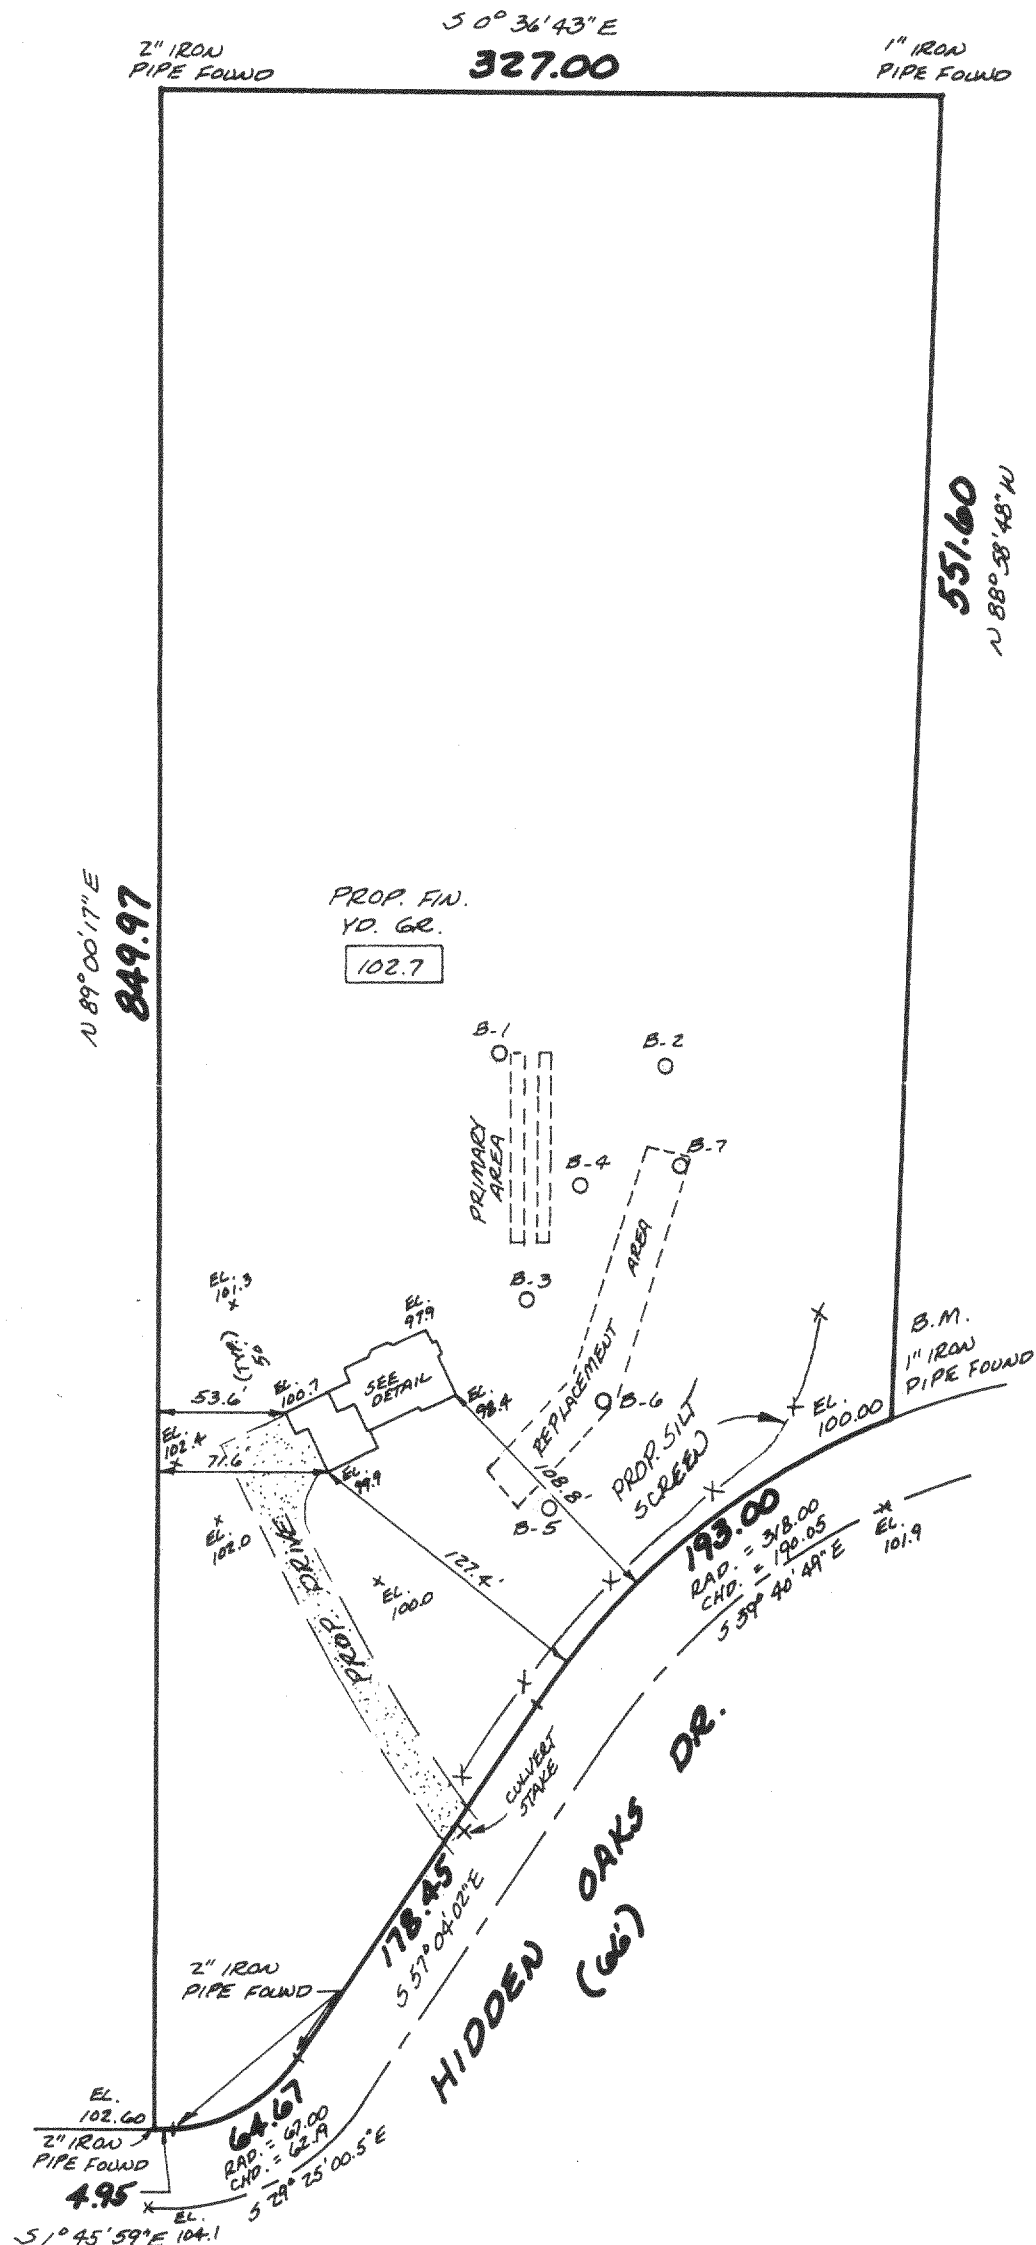 S 0° 36' 43" E
327.00
2" IRON
PIPE FOUND
1" IRON
PIPE FOUND
551.60
N 88° 58' 48" W
N 89° 00' 17" E
849.97
PROP. FIN.
YD. GR.
102.7
B-1
B-2
PRIMARY
AREA
B-4
B-7
B-3
REPLACEMENT AREA
EL.
101.3
x
50'
(TYP.)
EL.
97.9
EL.
100.7
SEE
DETAIL
53.6'
EL.
98.4
EL.
102.4
x
77.6'
EL.
99.9
B-6
B-5
108.8'
PROP. SILT
SCREEN
B.M.
1" IRON
PIPE FOUND
EL.
100.00
x
EL.
102.0
x
EL.
100.0
127.4'
PROP. DRIVE
193.00
RAD. = 318.00
CHD. = 190.05
S 39° 40' 49" E
EL.
101.9
CULVERT
STAKE
178.45
S 57° 04' 02" E
HIDDEN OAKS DR.
(66')
2" IRON
PIPE FOUND
EL.
102.60
2" IRON
PIPE FOUND
4.95
S 1° 45' 59" E
64.67
RAD. = 67.00
CHD. = 62.19
S 29° 25' 00.5" E
EL.
104.1